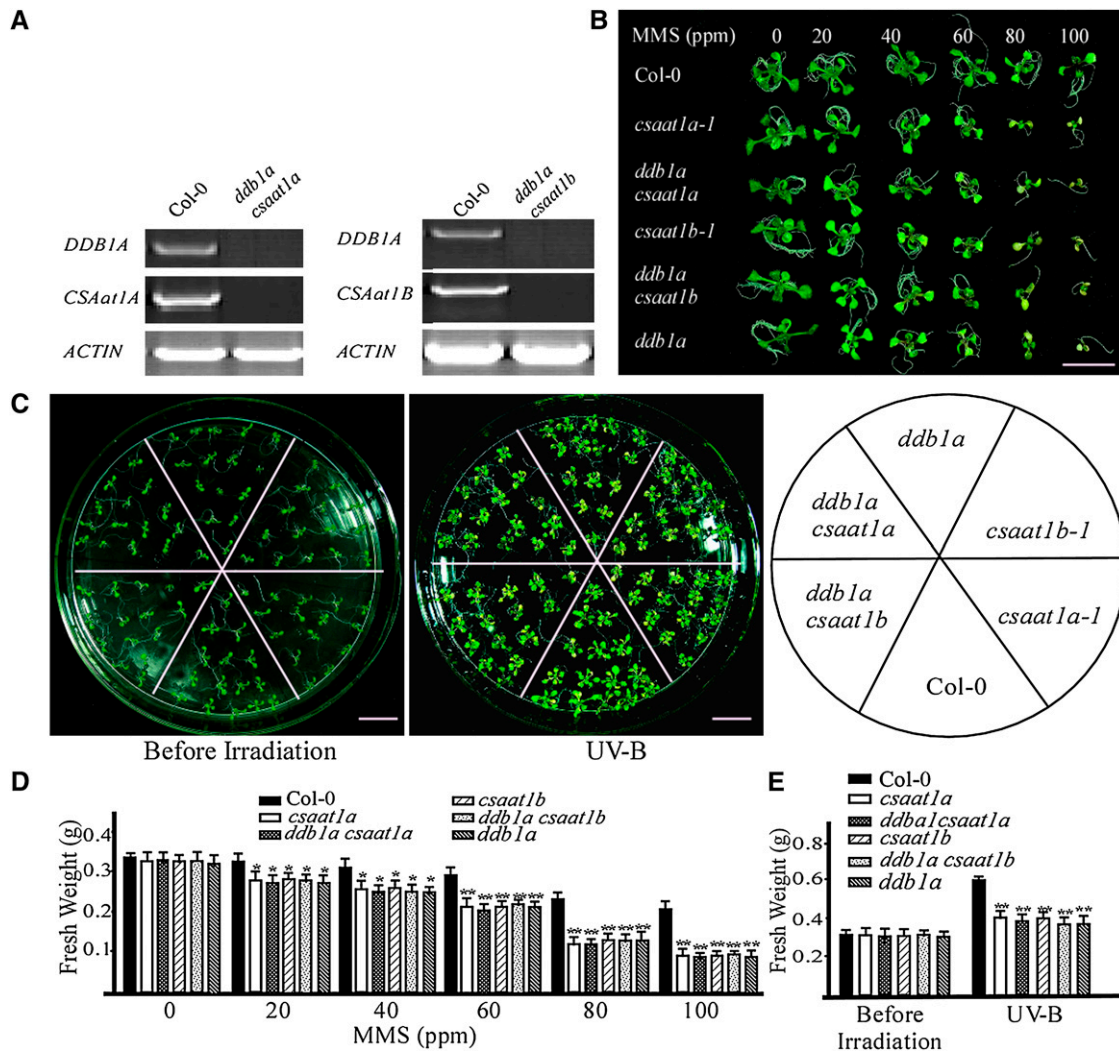 A
Col-0
ddb1a
csaat1a
DDB1A
CSAat1A
ACTIN
Col-0
ddb1a
csaat1b
DDB1A
CSAat1B
ACTIN
B
MMS (ppm) 0 20 40 60 80 100
Col-0
csaat1a-1
ddb1a
csaat1a
csaat1b-1
ddb1a
csaat1b
ddb1a
C
Before Irradiation
UV-B
ddb1a
ddb1a
csaat1a
csaat1b-1
ddb1a
csaat1b
csaat1a-1
Col-0
D
Col-0
csaat1a
ddb1a csaat1a
csaat1b
ddb1a csaat1b
ddb1a
Fresh Weight (g)
0.4
0.3
0.2
0.1
* * * * *
* * * * *
** ** ** ** **
** ** ** ** **
** ** ** ** **
0 20 40 60 80 100
MMS (ppm)
E
Col-0
csaat1a
ddba1csaat1a
csaat1b
ddb1a csaat1b
ddb1a
Fresh Weight (g)
0.8
0.6
0.4
0.2
** ** ** ** **
Before
Irradiation
UV-B